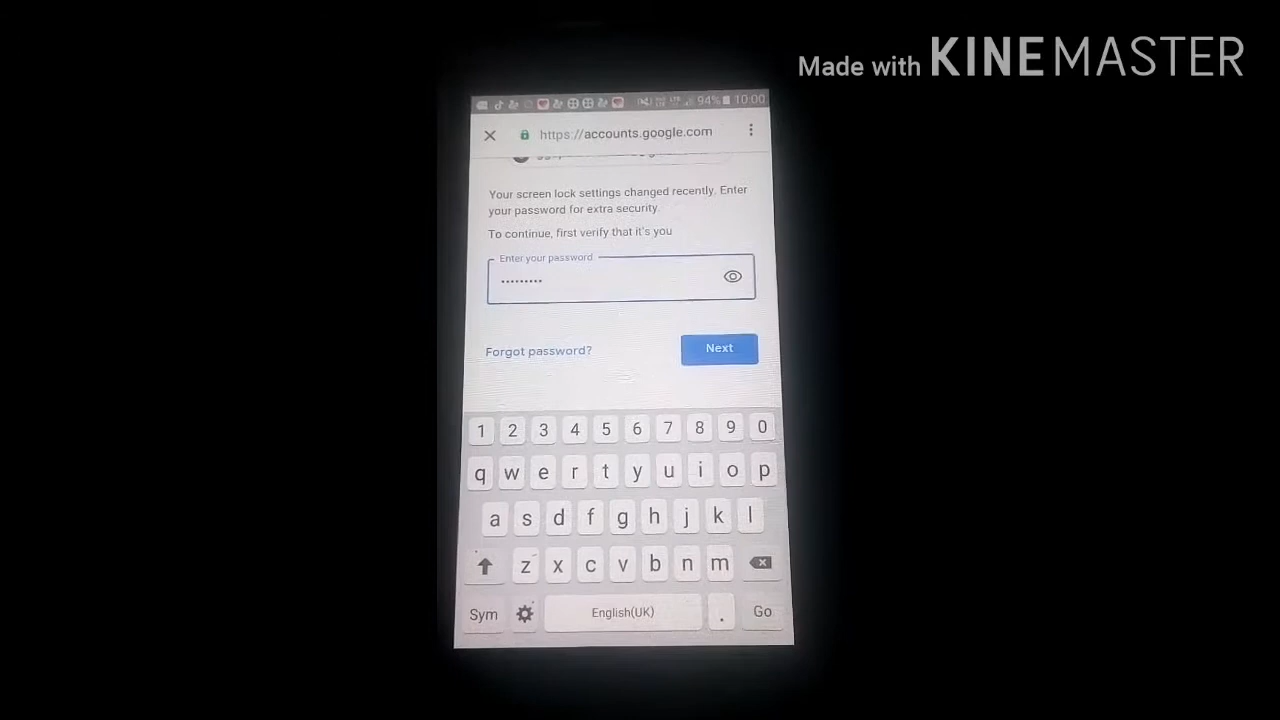 Made with KINEMASTER
94% 10:00
https://accounts.google.com
Your screen lock settings changed recently. Enter
your password for extra security.
To continue, first verify that it's you
Enter your password
•••••••••
Forgot password?
Next
1 2 3 4 5 6 7 8 9 0
q w e r t y u i o p
a s d f g h j k l
z x c v b n m
Sym English(UK) . Go